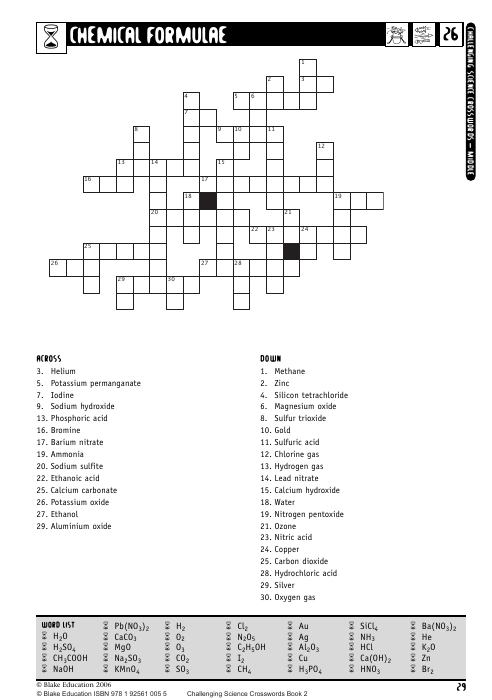 CHEMICAL FORMULAE
26
CHALLENGING SCIENCE CROSSWORDS – MIDDLE
1
2 3
4 5 6
7
8 9 10 11
12
13 14 15
16 17
18 19
20 21
22 23 24
25
26 27 28
29 30
ACROSS
3. Helium
5. Potassium permanganate
7. Iodine
9. Sodium hydroxide
13. Phosphoric acid
16. Bromine
17. Barium nitrate
19. Ammonia
20. Sodium sulfite
22. Ethanoic acid
25. Calcium carbonate
26. Potassium oxide
27. Ethanol
29. Aluminium oxide
DOWN
1. Methane
2. Zinc
4. Silicon tetrachloride
6. Magnesium oxide
8. Sulfur trioxide
10. Gold
11. Sulfuric acid
12. Chlorine gas
13. Hydrogen gas
14. Lead nitrate
15. Calcium hydroxide
18. Water
19. Nitrogen pentoxide
21. Ozone
23. Nitric acid
24. Copper
25. Carbon dioxide
28. Hydrochloric acid
29. Silver
30. Oxygen gas
WORD LIST
H₂O
H₂SO₄
CH₃COOH
NaOH
Pb(NO₃)₂
CaCO₃
MgO
Na₂SO₃
KMnO₄
H₂
O₂
O₃
CO₂
SO₃
Cl₂
N₂O₅
C₂H₅OH
I₂
CH₄
Au
Ag
Al₂O₃
Cu
H₃PO₄
SiCl₄
NH₃
HCl
Ca(OH)₂
HNO₃
Ba(NO₃)₂
He
K₂O
Zn
Br₂
© Blake Education 2006
29
© Blake Education ISBN 978 1 92561 005 5 Challenging Science Crosswords Book 2